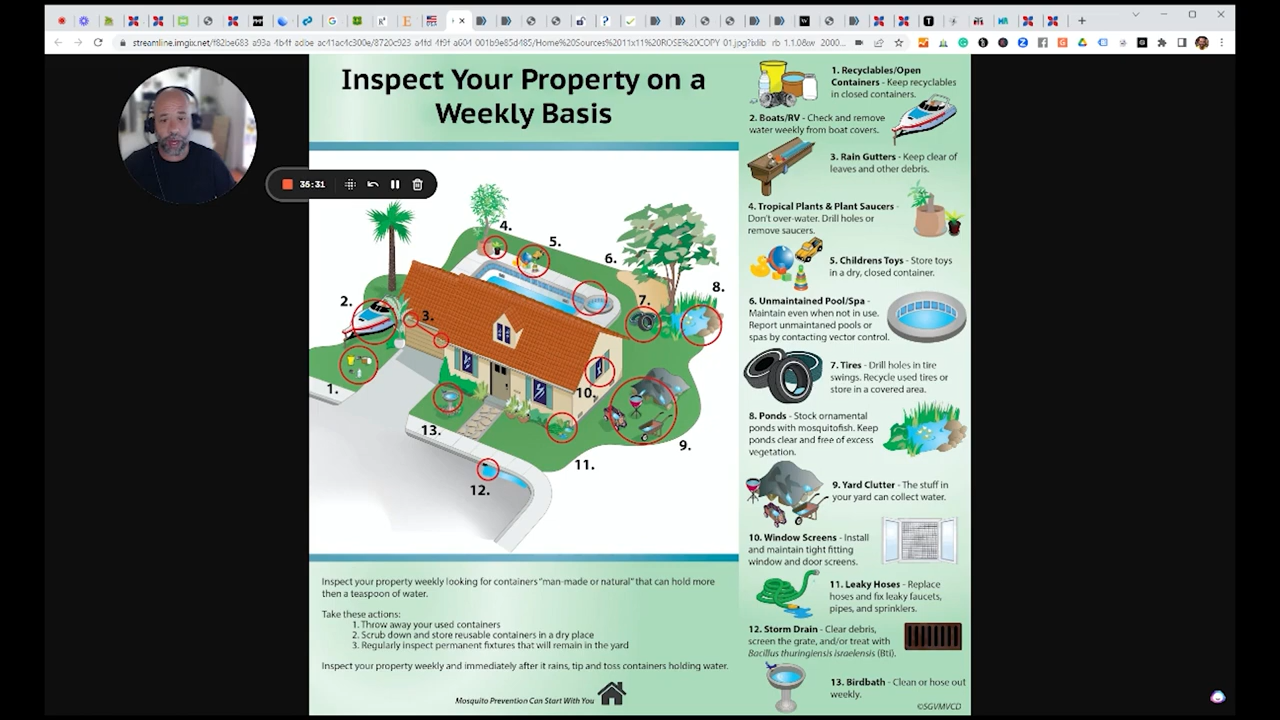 streamline.imgix.net/f82be683
35:31
Inspect Your Property on a
Weekly Basis
1.
2.
3.
4.
5.
6.
7.
8.
9.
10.
11.
12.
13.
Inspect your property weekly looking for containers "man-made or natural" that can hold more
then a teaspoon of water.
Take these actions:
1. Throw away your used containers
2. Scrub down and store reusable containers in a dry place
3. Regularly inspect permanent fixtures that will remain in the yard
Inspect your property weekly and immediately after it rains, tip and toss containers holding water.
Mosquito Prevention Can Start With You
1. Recyclables/Open
Containers - Keep recyclables
in closed containers.
2. Boats/RV - Check and remove
water weekly from boat covers.
3. Rain Gutters - Keep clear of
leaves and other debris.
4. Tropical Plants & Plant Saucers -
Don't over-water. Drill holes or
remove saucers.
5. Childrens Toys - Store toys
in a dry, closed container.
6. Unmaintained Pool/Spa -
Maintain even when not in use.
Report unmaintaned pools or
spas by contacting vector control.
7. Tires - Drill holes in tire
swings. Recycle used tires or
store in a covered area.
8. Ponds - Stock ornamental
ponds with mosquitofish. Keep
ponds clear and free of excess
vegetation.
9. Yard Clutter - The stuff in
your yard can collect water.
10. Window Screens - Install
and maintain tight fitting
window and door screens.
11. Leaky Hoses - Replace
hoses and fix leaky faucets,
pipes, and sprinklers.
12. Storm Drain - Clear debris,
screen the grate, and/or treat with
Bacillus thuringiensis israelensis (Bti).
13. Birdbath - Clean or hose out
weekly.
©SGVMVCD